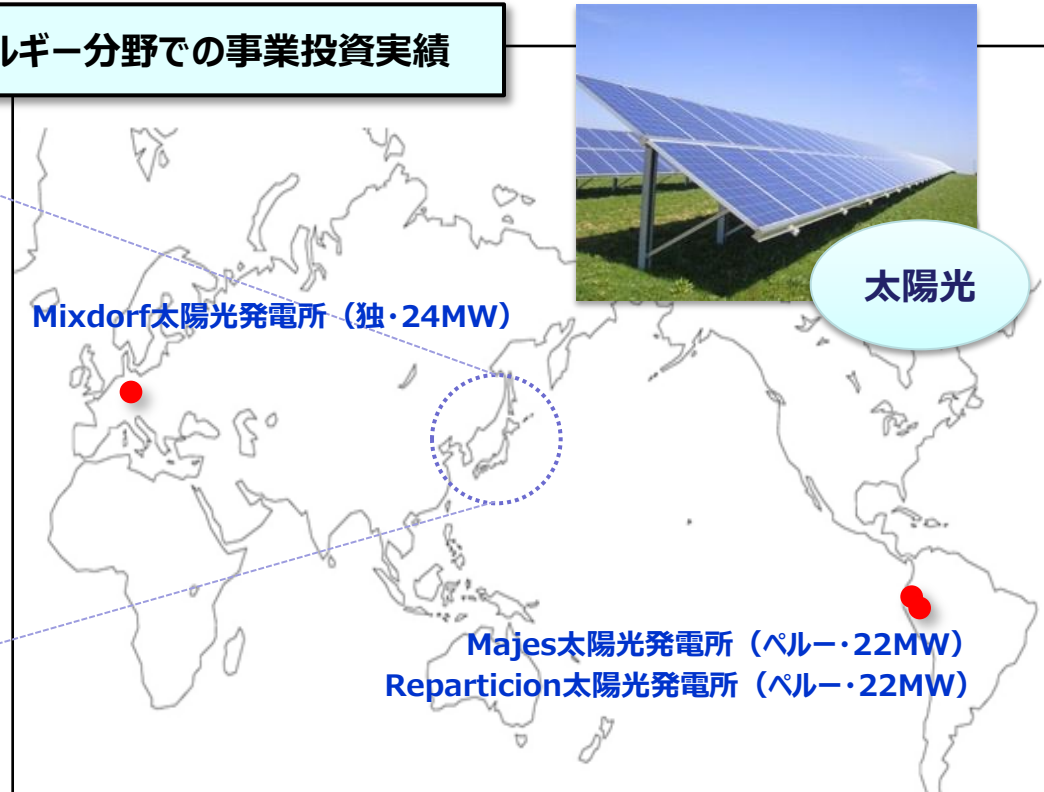 ルギー分野での事業投資実績
太陽光
Mixdorf太陽光発電所（独・24MW）
Majes太陽光発電所（ペルー・22MW）
Reparticion太陽光発電所（ペルー・22MW）